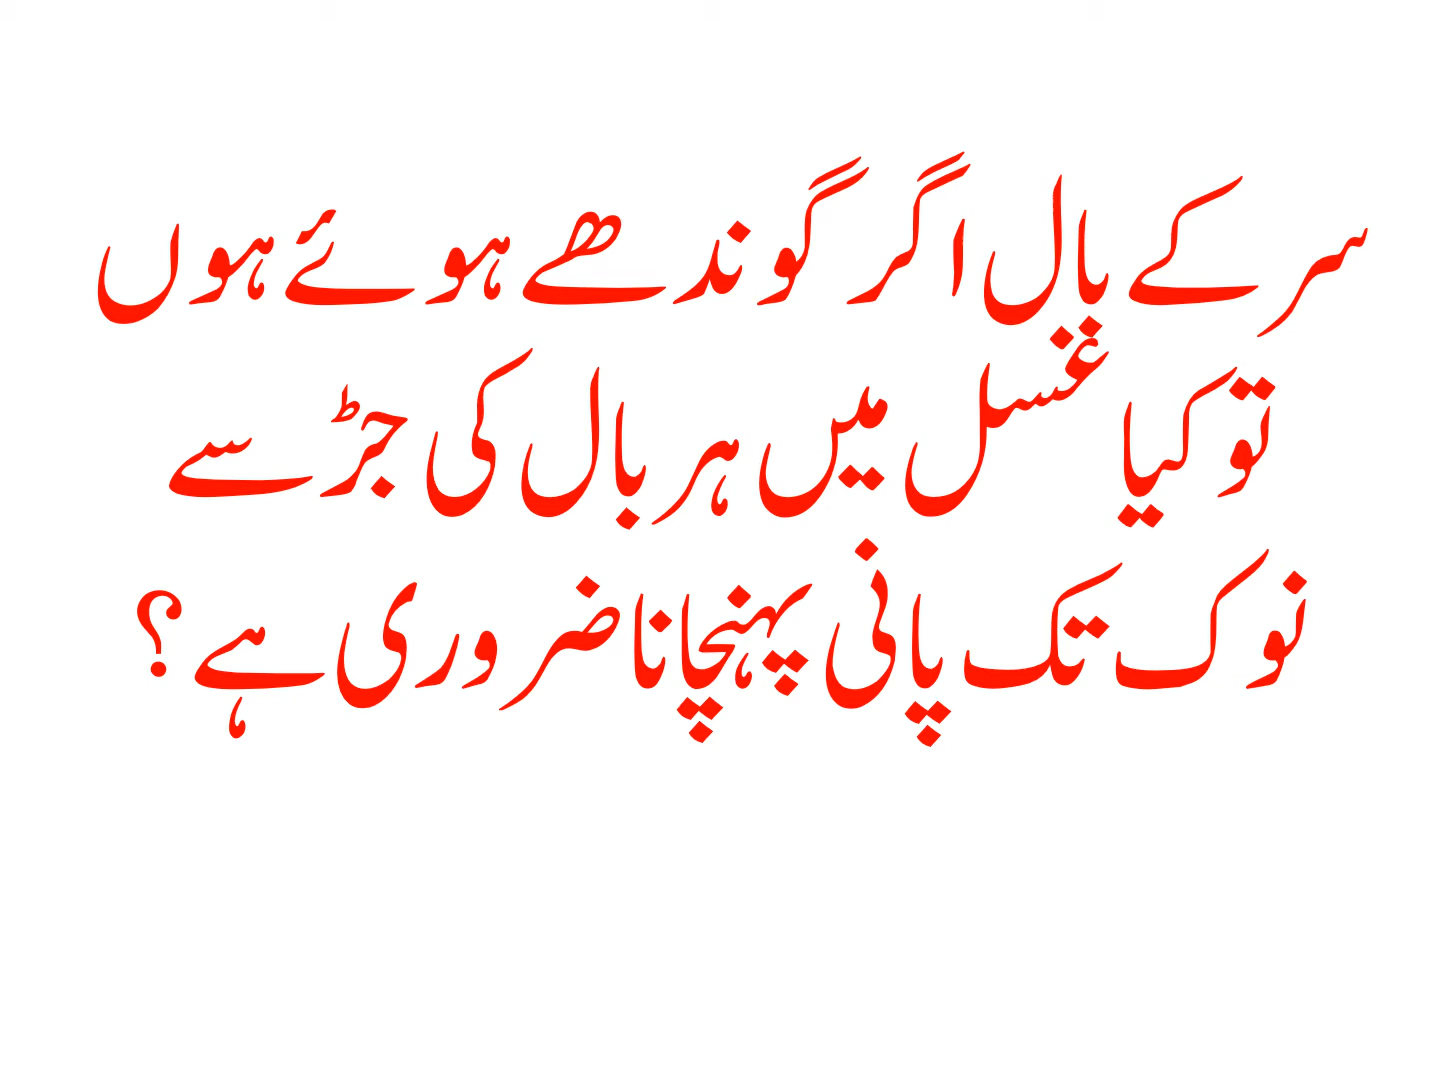 سر کے بال اگر گوندھے ہوئے ہوں
تو کیا غسل میں ہر بال کی جڑ سے
نوک تک پانی پہنچانا ضروری ہے؟